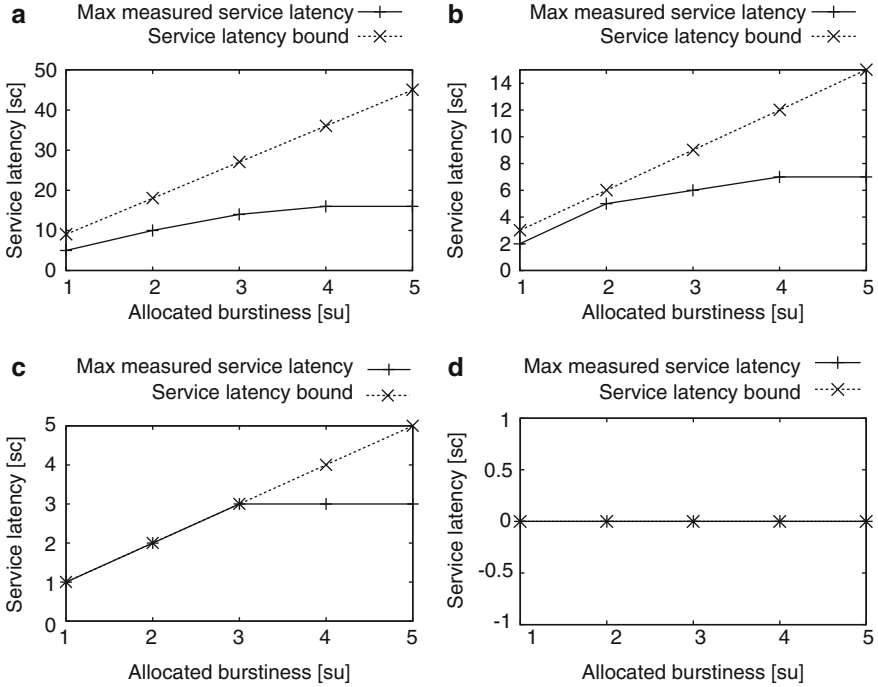 a
Max measured service latency
Service latency bound
50
40
30
20
10
0
Service latency [sc]
1 2 3 4 5
Allocated burstiness [su]
b
Max measured service latency
Service latency bound
14
12
10
8
6
4
2
0
Service latency [sc]
1 2 3 4 5
Allocated burstiness [su]
c
Max measured service latency
Service latency bound
5
4
3
2
1
0
Service latency [sc]
1 2 3 4 5
Allocated burstiness [su]
d
Max measured service latency
Service latency bound
1
0.5
0
-0.5
-1
Service latency [sc]
1 2 3 4 5
Allocated burstiness [su]